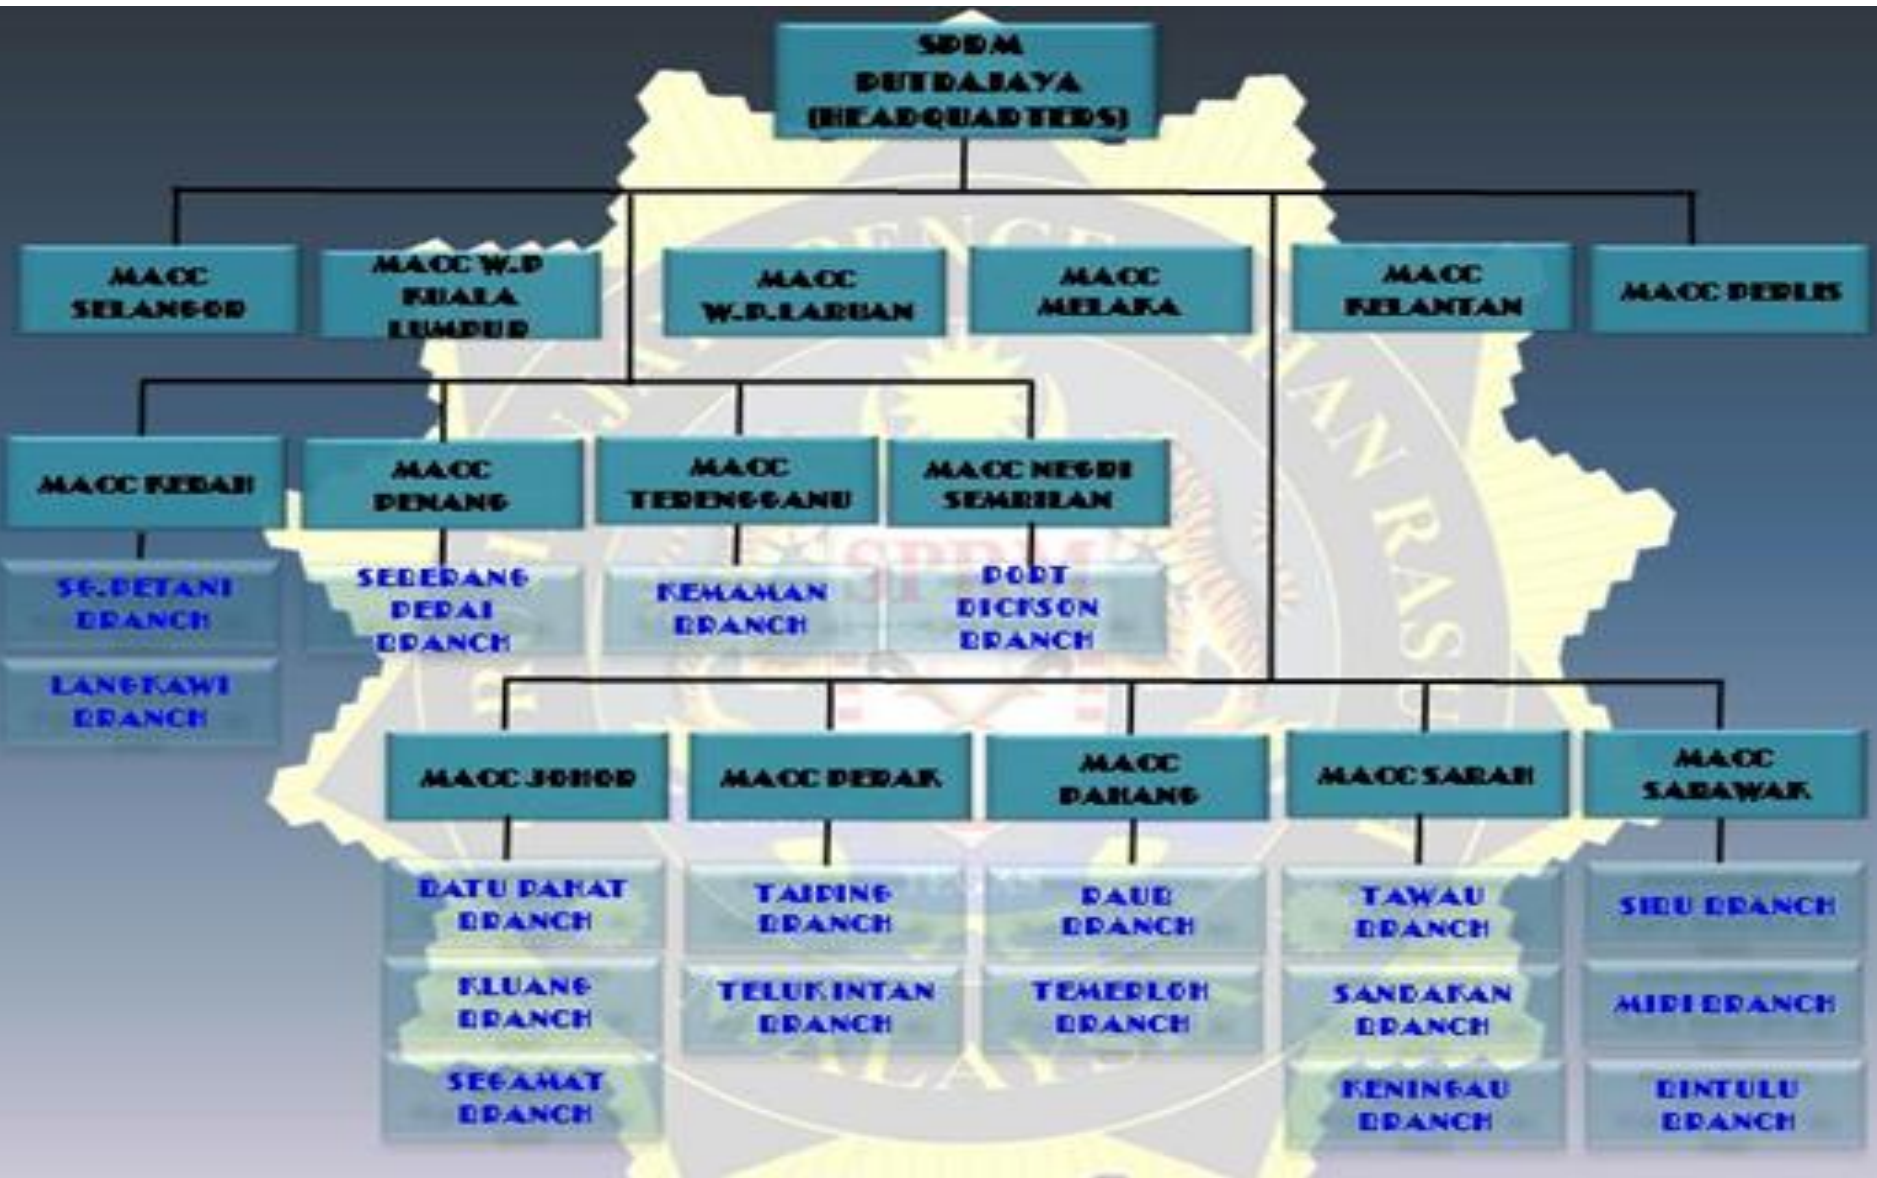 SPRM
PUTRAJAYA
(HEADQUARTERS)
MACC
SELANGOR
MACC W.P
KUALA
LUMPUR
MACC
W.P.LABUAN
MACC
MELAKA
MACC
KELANTAN
MACC PERLIS
MACC KEDAH
MACC
PENANG
MACC
TERENGGANU
MACC NEGRI
SEMBILAN
SG.PETANI
BRANCH
SEBERANG
PERAI
BRANCH
KEMAMAN
BRANCH
PORT
DICKSON
BRANCH
LANGKAWI
BRANCH
MACC JOHOR
MACC PERAK
MACC
PAHANG
MACC SABAH
MACC
SARAWAK
BATU PAHAT
BRANCH
TAIPING
BRANCH
RAUB
BRANCH
TAWAU
BRANCH
SIBU BRANCH
KLUANG
BRANCH
TELUK INTAN
BRANCH
TEMERLOH
BRANCH
SANDAKAN
BRANCH
MIRI BRANCH
SEGAMAT
BRANCH
KENINGAU
BRANCH
BINTULU
BRANCH
SPRM